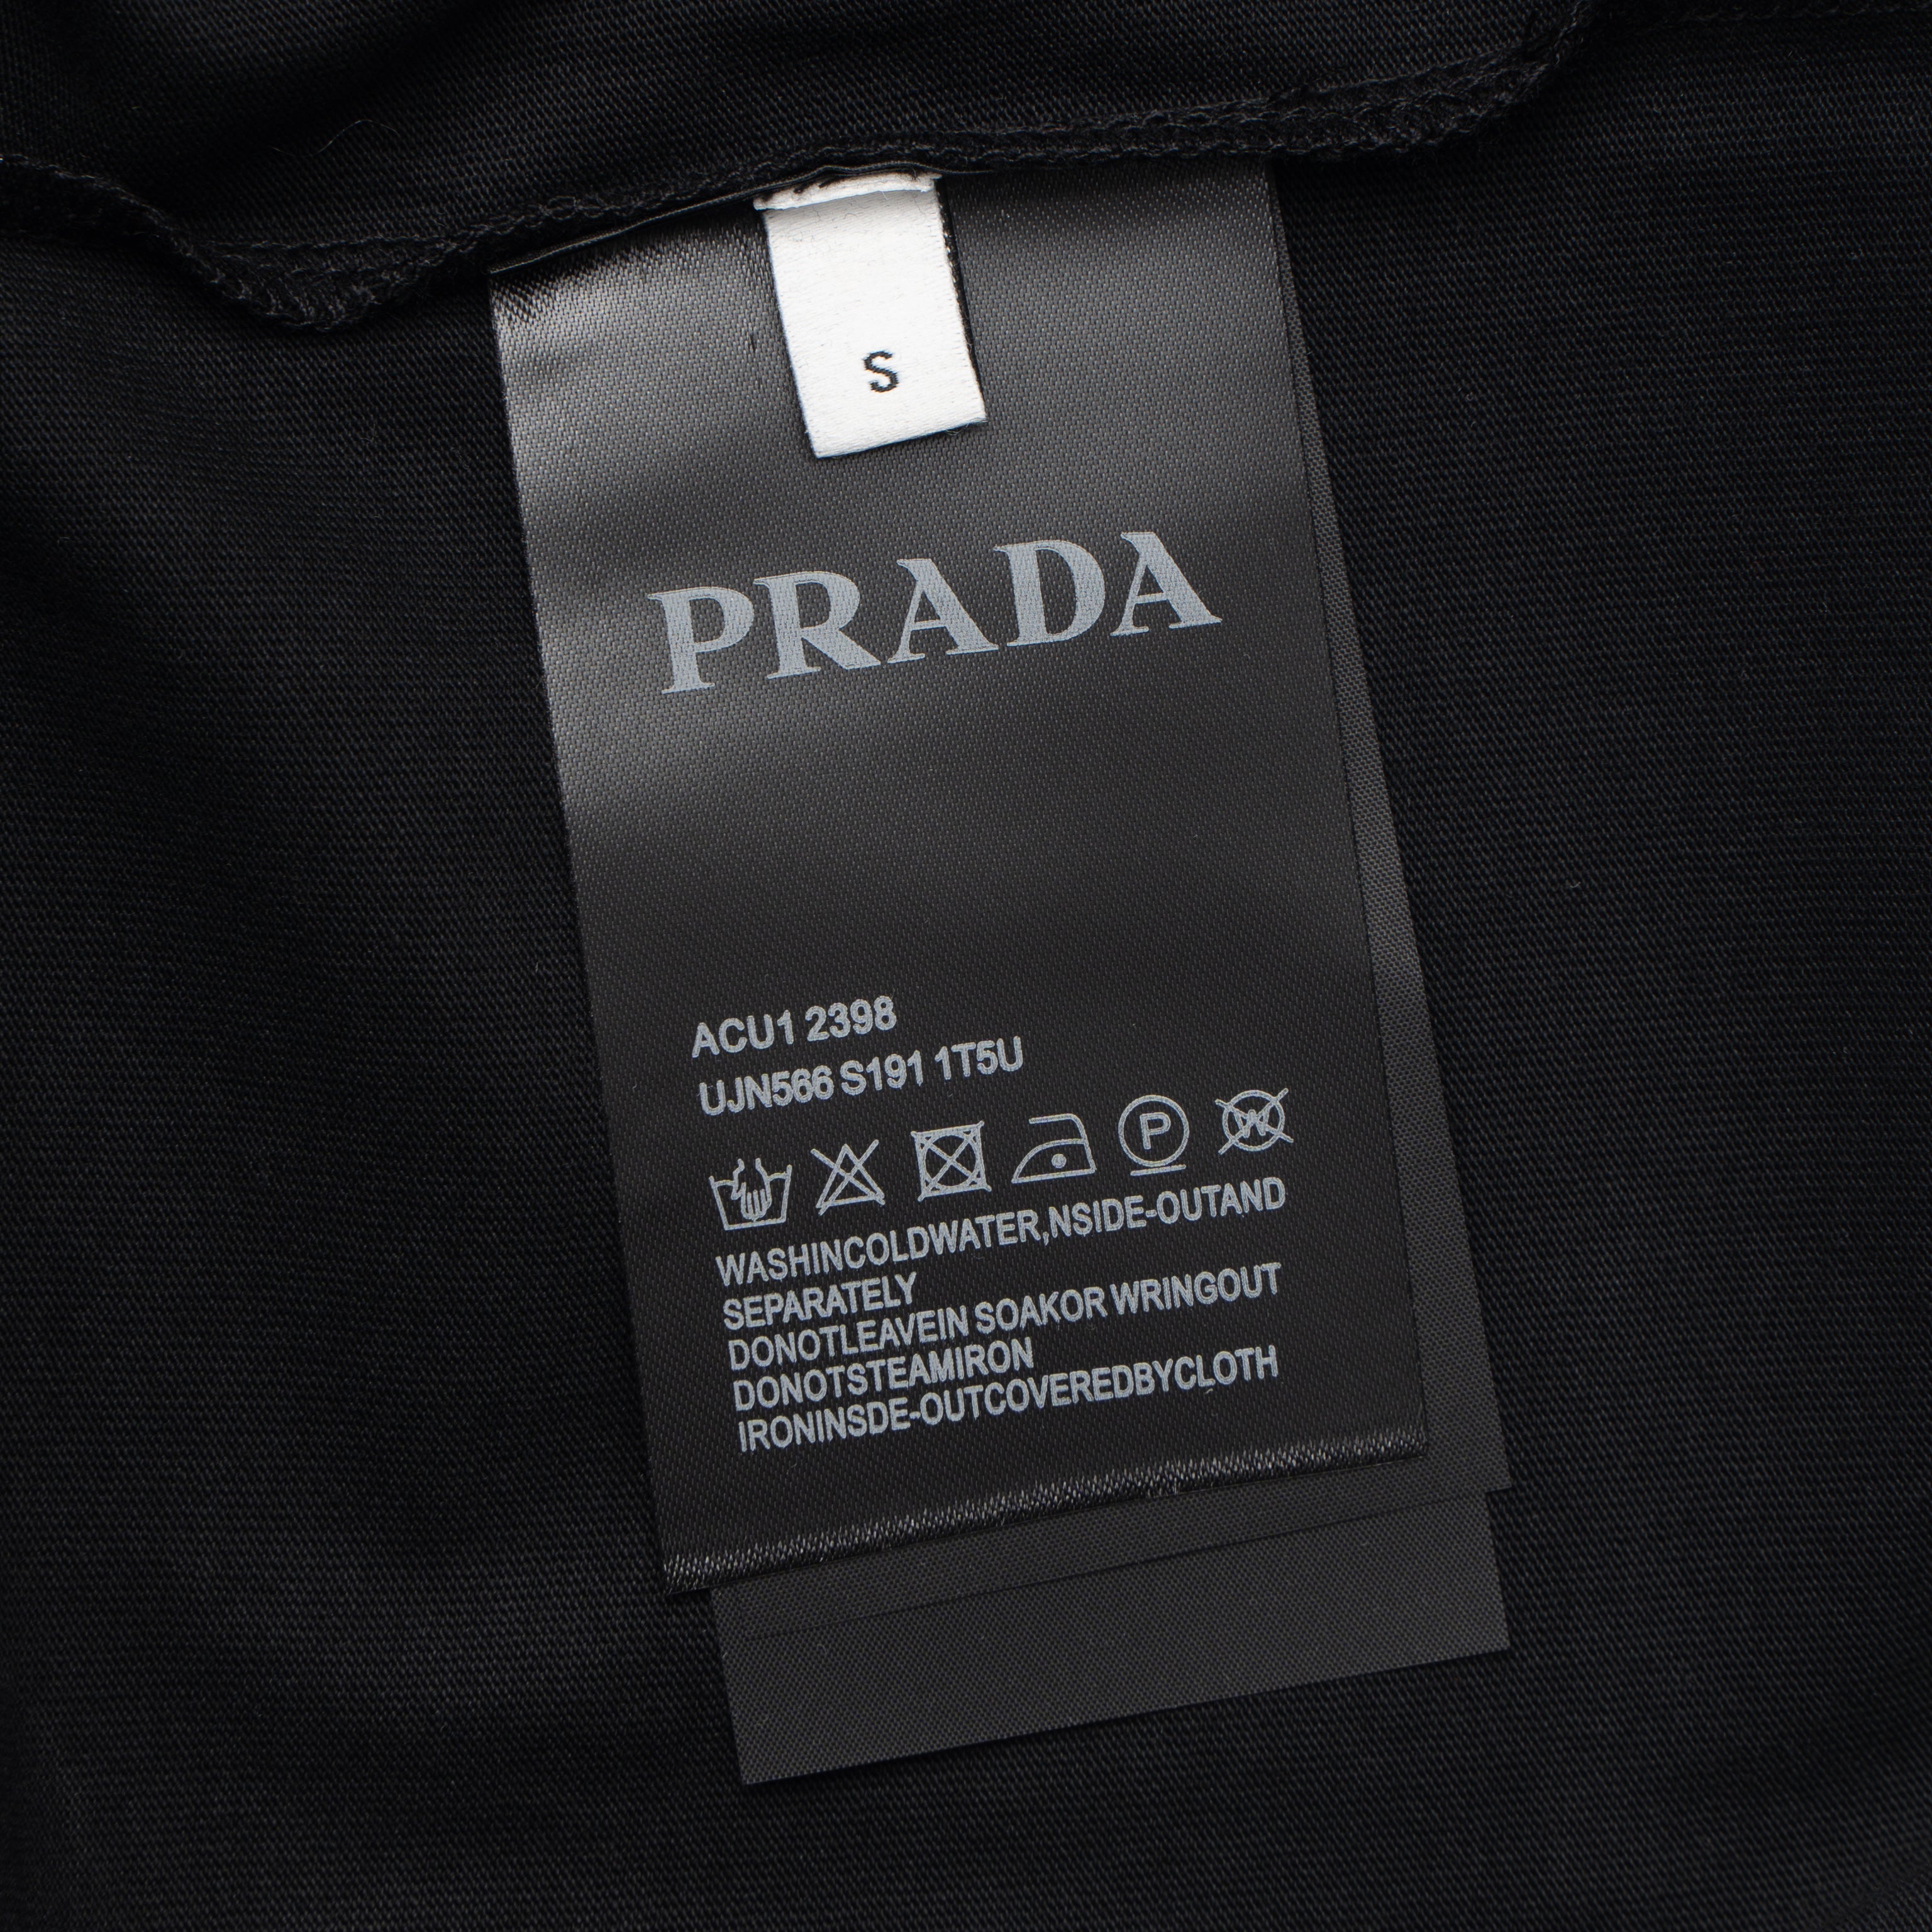 S
PRADA
ACU1 2398
UJN566 S191 1T5U
P W
WASHINCOLDWATER,NSIDE-OUTAND
SEPARATELY
DONOTLEAVEIN SOAKOR WRINGOUT
DONOTSTEAMIRON
IRONINSDE-OUTCOVEREDBYCLOTH